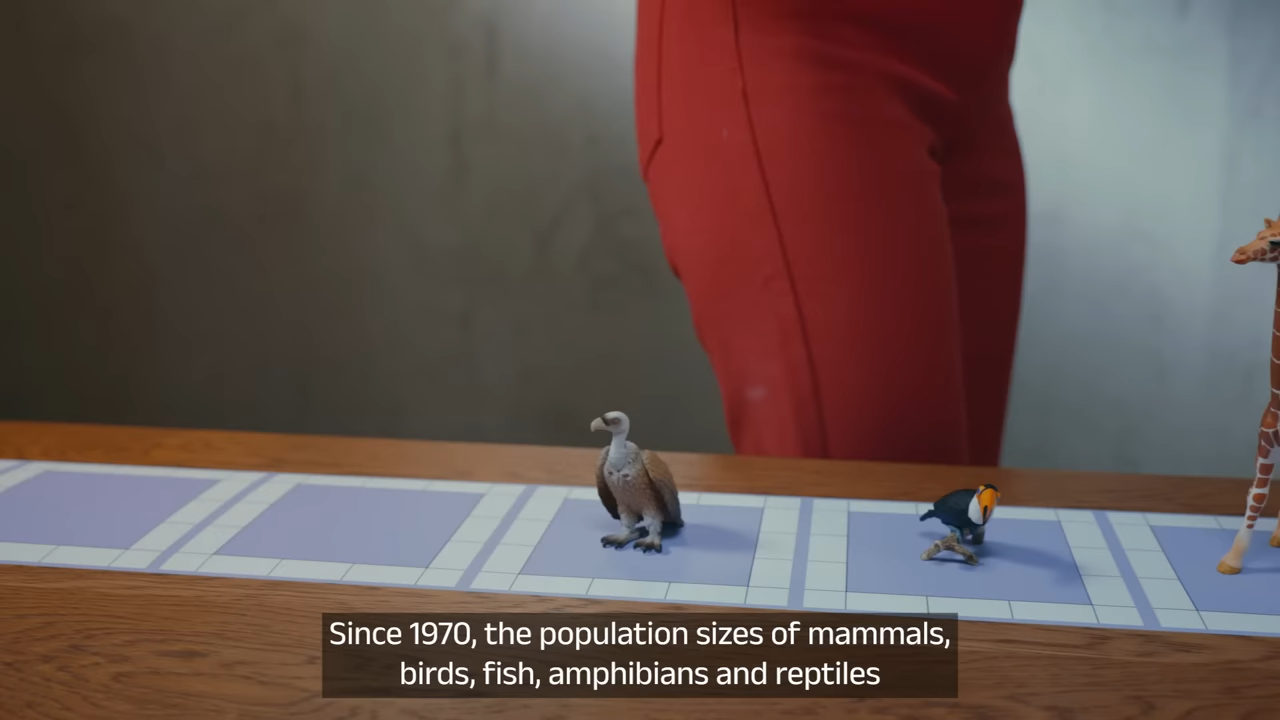 Since 1970, the population sizes of mammals,
birds, fish, amphibians and reptiles